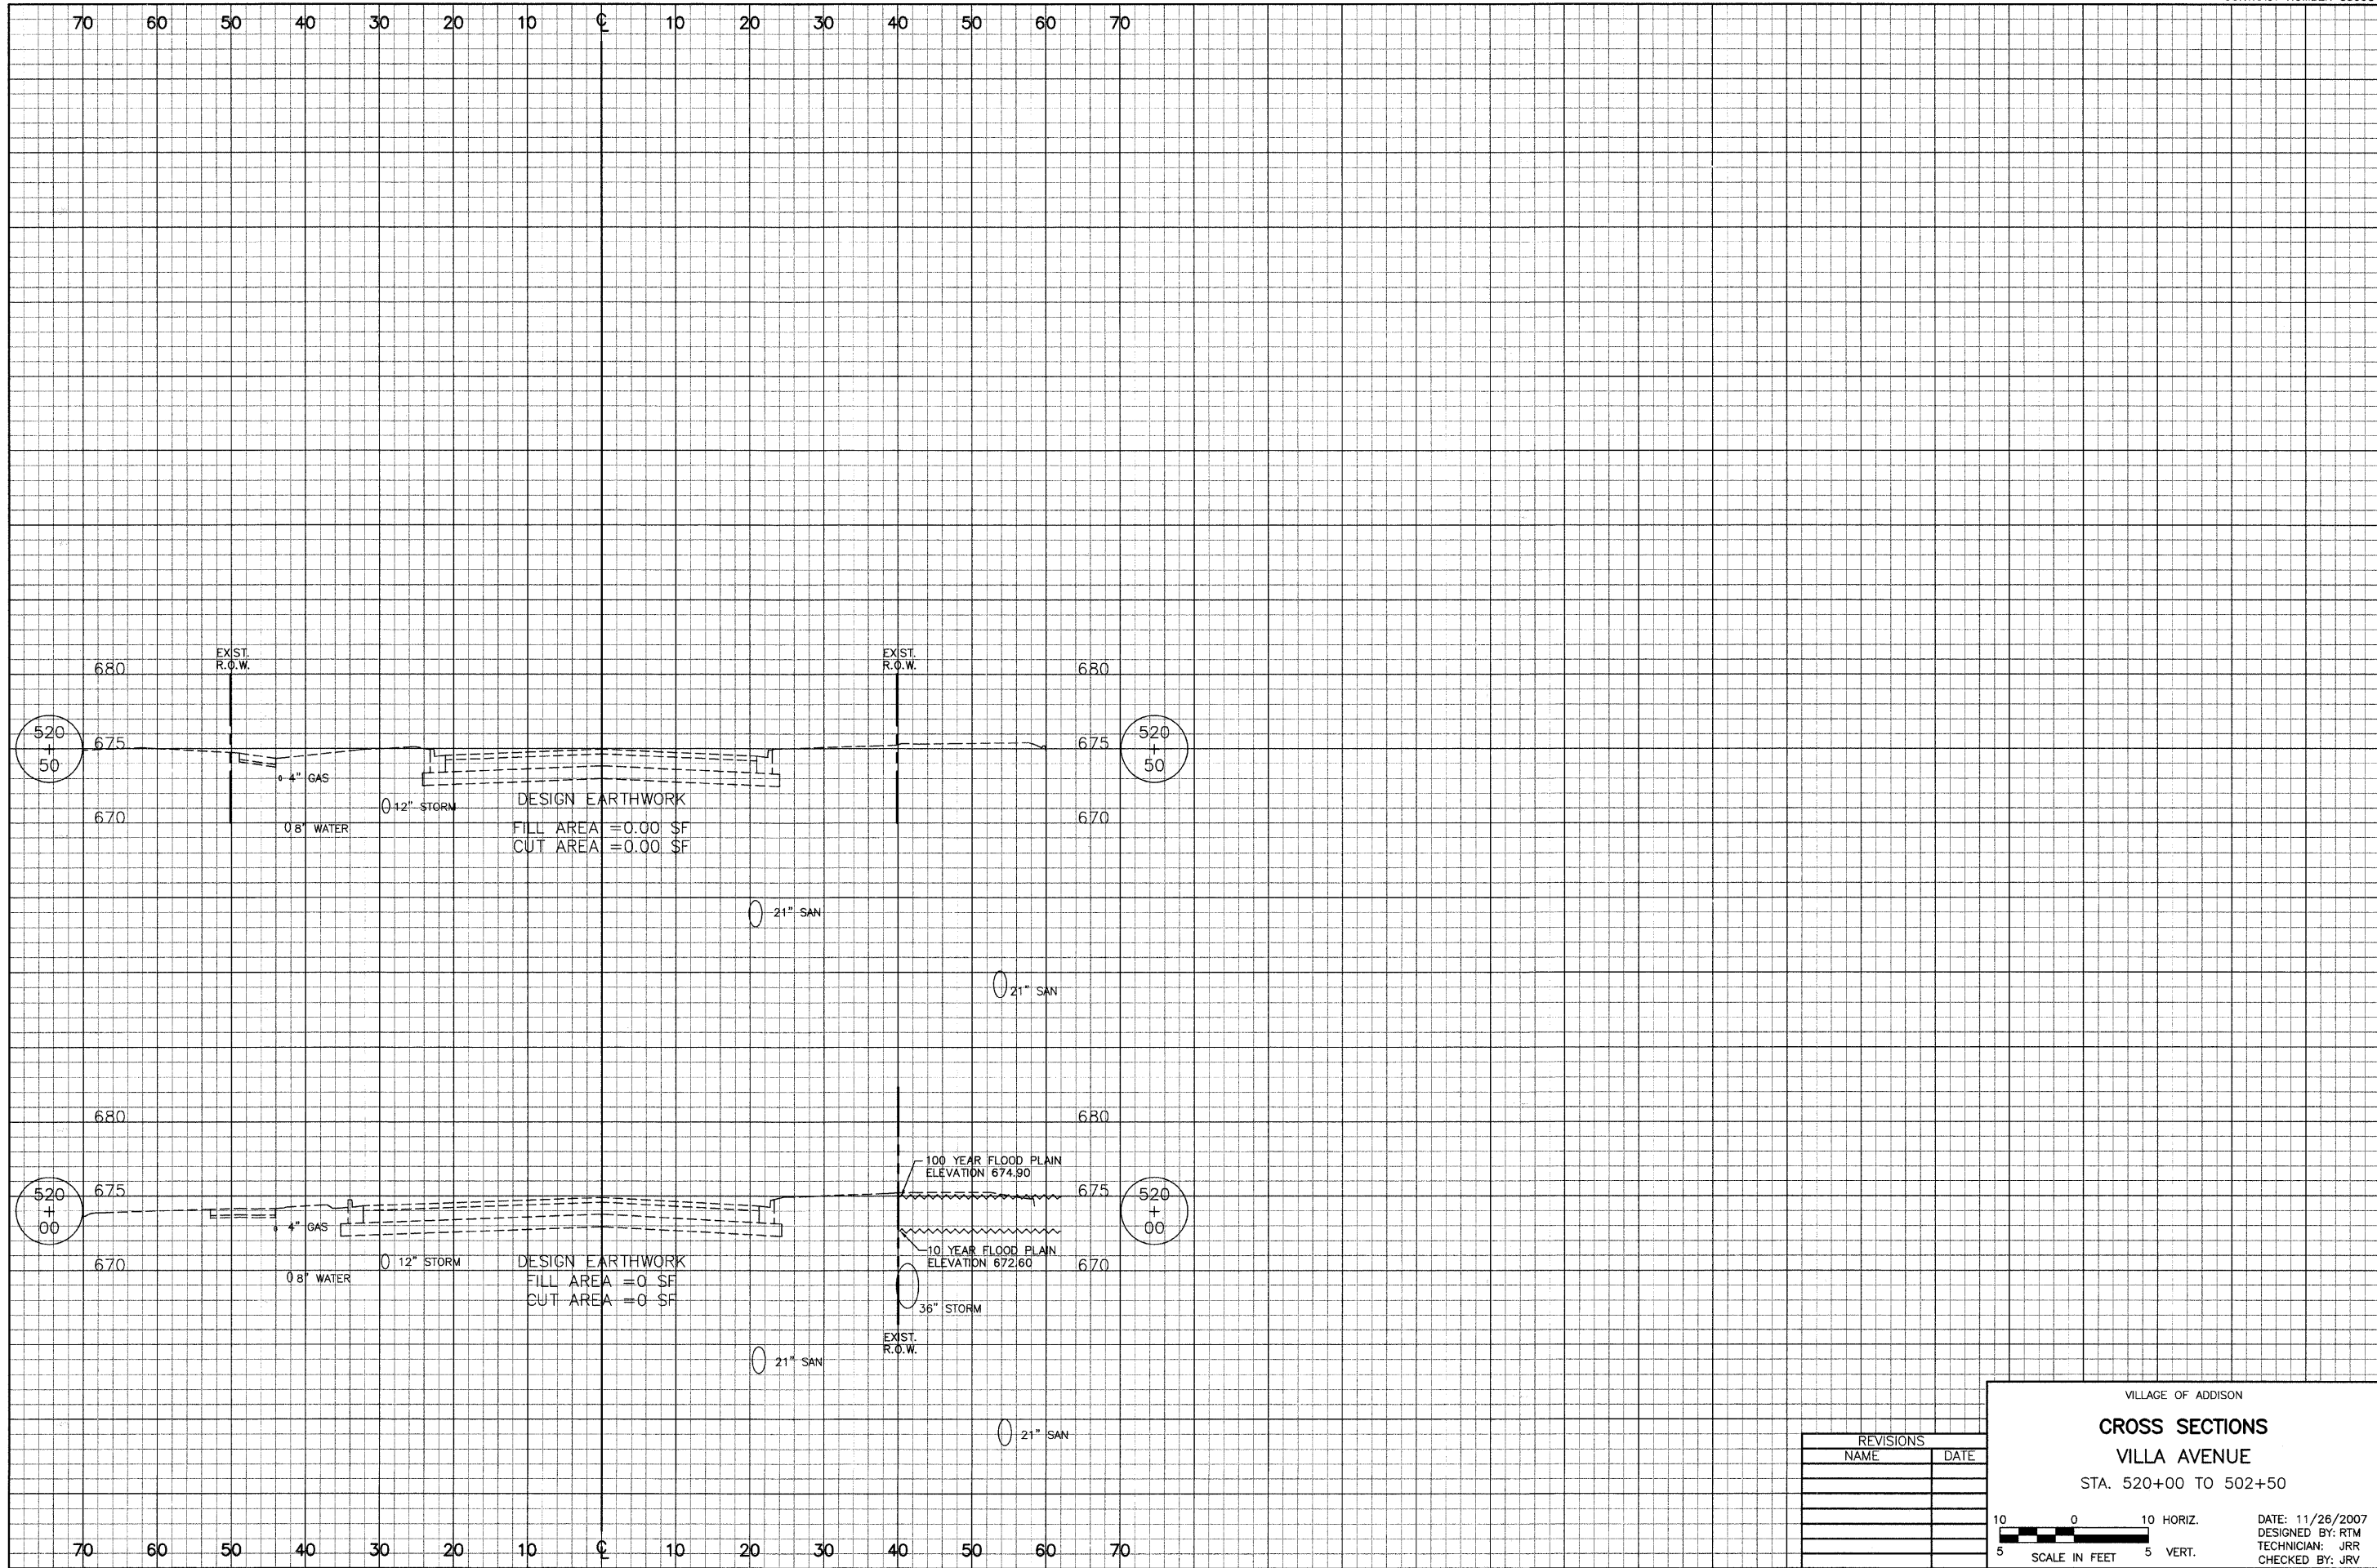 70 60 50 40 30 20 10 ℄ 10 20 30 40 50 60 70
EXIST.
R.O.W.
EXIST.
R.O.W.
680 680
520
+
50
675 675
520
+
50
4" GAS
12" STORM
670 670
8" WATER
DESIGN EARTHWORK
FILL AREA =0.00 SF
CUT AREA =0.00 SF
21" SAN
21" SAN
680 680
100 YEAR FLOOD PLAIN
ELEVATION 674.90
520
+
00
675 675
520
+
00
4" GAS
12" STORM
10 YEAR FLOOD PLAIN
ELEVATION 672.60
670 670
8" WATER
DESIGN EARTHWORK
FILL AREA =0 SF
CUT AREA =0 SF
36" STORM
EXIST.
R.O.W.
21" SAN
21" SAN
70 60 50 40 30 20 10 ℄ 10 20 30 40 50 60 70
REVISIONS
NAME DATE
VILLAGE OF ADDISON
CROSS SECTIONS
VILLA AVENUE
STA. 520+00 TO 502+50
10 0 10 HORIZ.
5 SCALE IN FEET 5 VERT.
DATE: 11/26/2007
DESIGNED BY: RTM
TECHNICIAN: JRR
CHECKED BY: JRV